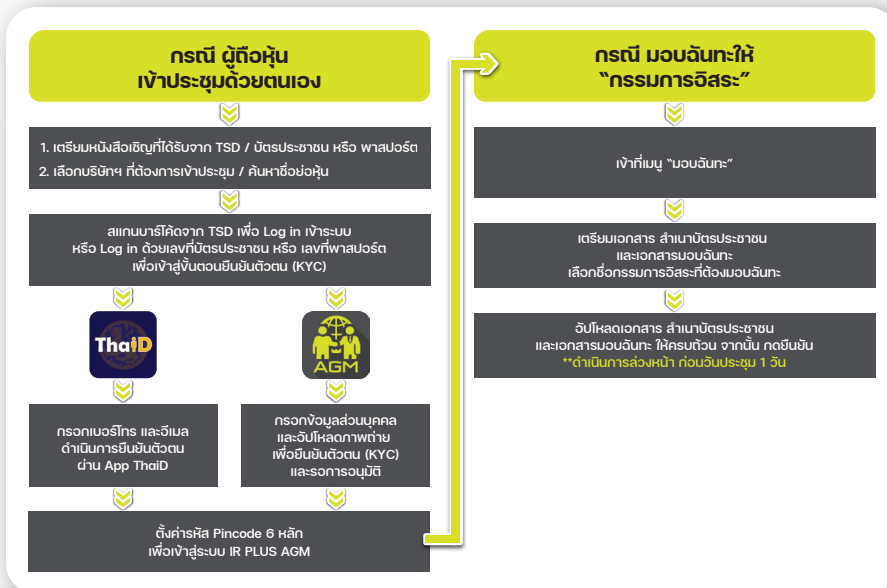 กรณี ผู้ถือหุ้น
เข้าประชุมด้วยตนเอง
1. เตรียมหนังสือเชิญที่ได้รับจาก TSD / บัตรประชาชน หรือ พาสปอร์ต
2. เลือกบริษัทฯ ที่ต้องการเข้าประชุม / ค้นหาชื่อย่อหุ้น
สแกนบาร์โค้ดจาก TSD เพื่อ Log in เข้าระบบ
หรือ Log in ด้วยเลขที่บัตรประชาชน หรือ เลขที่พาสปอร์ต
เพื่อเข้าสู่ขั้นตอนยืนยันตัวตน (KYC)
ThaiD
กรอกเบอร์โทร และอีเมล
ดำเนินการยืนยันตัวตน
ผ่าน App ThaiD
AGM
กรอกข้อมูลส่วนบุคคล
และอัปโหลดภาพถ่าย
เพื่อยืนยันตัวตน (KYC)
และรอการอนุมัติ
ตั้งค่ารหัส Pincode 6 หลัก
เพื่อเข้าสู่ระบบ IR PLUS AGM
กรณี มอบฉันทะให้
"กรรมการอิสระ"
เข้าที่เมนู "มอบฉันทะ"
เตรียมเอกสาร สำเนาบัตรประชาชน
และเอกสารมอบฉันทะ
เลือกชื่อกรรมการอิสระที่ต้องมอบฉันทะ
อัปโหลดเอกสาร สำเนาบัตรประชาชน
และเอกสารมอบฉันทะ ให้ครบถ้วน จากนั้น กดยืนยัน
**ดำเนินการล่วงหน้า ก่อนวันประชุม 1 วัน